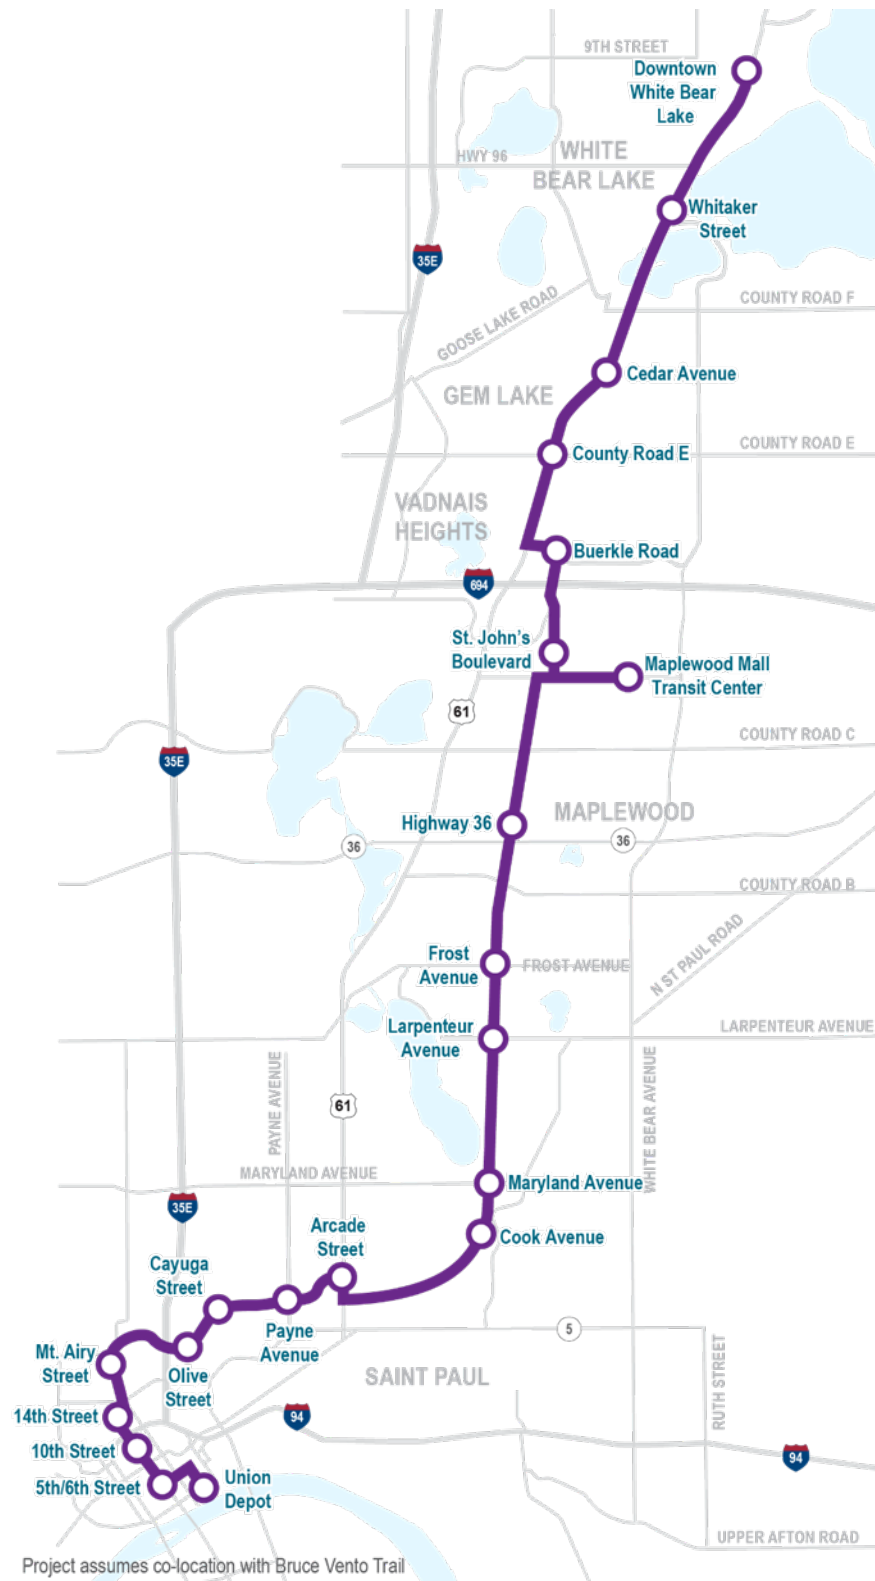 9TH STREET
Downtown
White Bear
Lake
HWY 96
WHITE
BEAR LAKE
Whitaker
Street
35E
COUNTY ROAD F
GOOSE LAKE ROAD
Cedar Avenue
GEM LAKE
COUNTY ROAD E
County Road E
VADNAIS
HEIGHTS
Buerkle Road
694
St. John's
Boulevard
Maplewood Mall
Transit Center
61
COUNTY ROAD C
35E
MAPLEWOOD
Highway 36
36
36
COUNTY ROAD B
Frost
Avenue
FROST AVENUE
N ST PAUL ROAD
Larpenteur
Avenue
LARPENTEUR AVENUE
PAYNE AVENUE
61
WHITE BEAR AVENUE
MARYLAND AVENUE
Maryland Avenue
35E
Arcade
Street
Cook Avenue
Cayuga
Street
Payne
Avenue
5
Mt. Airy
Street
Olive
Street
SAINT PAUL
RUTH STREET
14th Street
94
10th Street
94
5th/6th Street
Union
Depot
UPPER AFTON ROAD
Project assumes co-location with Bruce Vento Trail